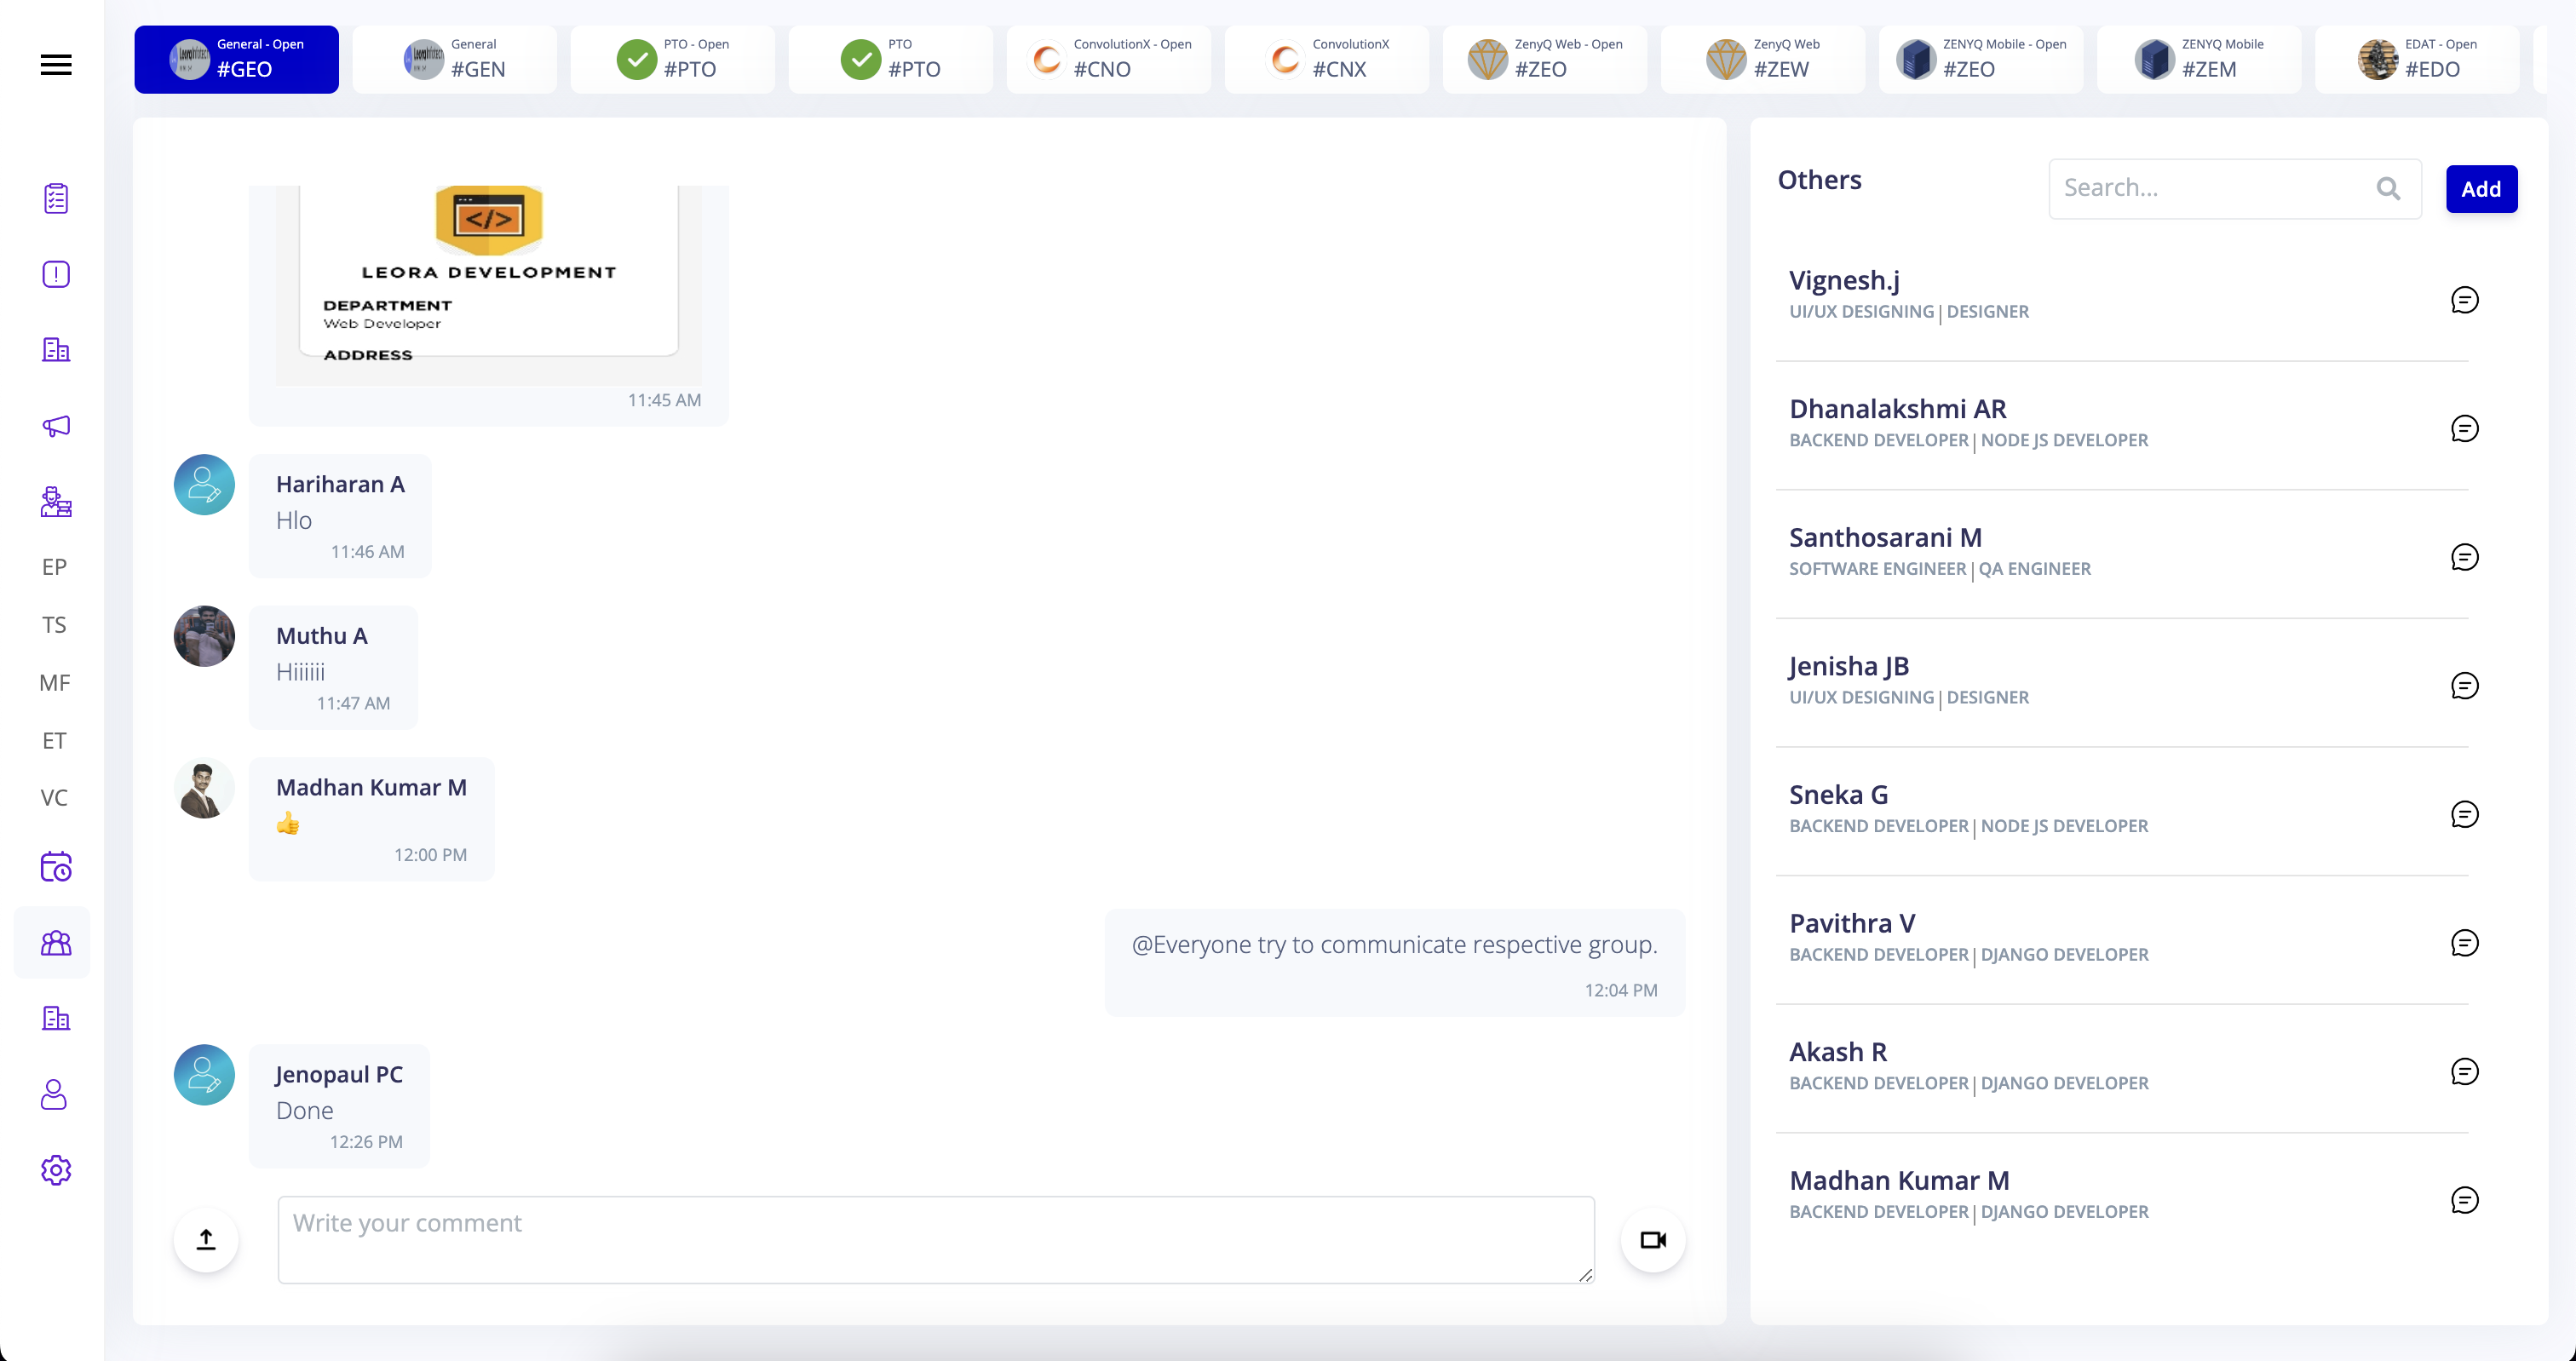 General - Open
#GEO
General
#GEN
PTO - Open
#PTO
PTO
#PTO
ConvolutionX - Open
#CNO
ConvolutionX
#CNX
ZenyQ Web - Open
#ZEO
ZenyQ Web
#ZEW
ZENYQ Mobile - Open
#ZEO
ZENYQ Mobile
#ZEM
EDAT - Open
#EDO
EP
TS
MF
ET
VC
</>
LEORA DEVELOPMENT
DEPARTMENT
Web Developer
ADDRESS
11:45 AM
Hariharan A
Hlo
11:46 AM
Muthu A
Hiiiiii
11:47 AM
Madhan Kumar M
👍
12:00 PM
@Everyone try to communicate respective group.
12:04 PM
Jenopaul PC
Done
12:26 PM
Write your comment
Others
Search...
Add
Vignesh.j
UI/UX DESIGNING | DESIGNER
Dhanalakshmi AR
BACKEND DEVELOPER | NODE JS DEVELOPER
Santhosarani M
SOFTWARE ENGINEER | QA ENGINEER
Jenisha JB
UI/UX DESIGNING | DESIGNER
Sneka G
BACKEND DEVELOPER | NODE JS DEVELOPER
Pavithra V
BACKEND DEVELOPER | DJANGO DEVELOPER
Akash R
BACKEND DEVELOPER | DJANGO DEVELOPER
Madhan Kumar M
BACKEND DEVELOPER | DJANGO DEVELOPER